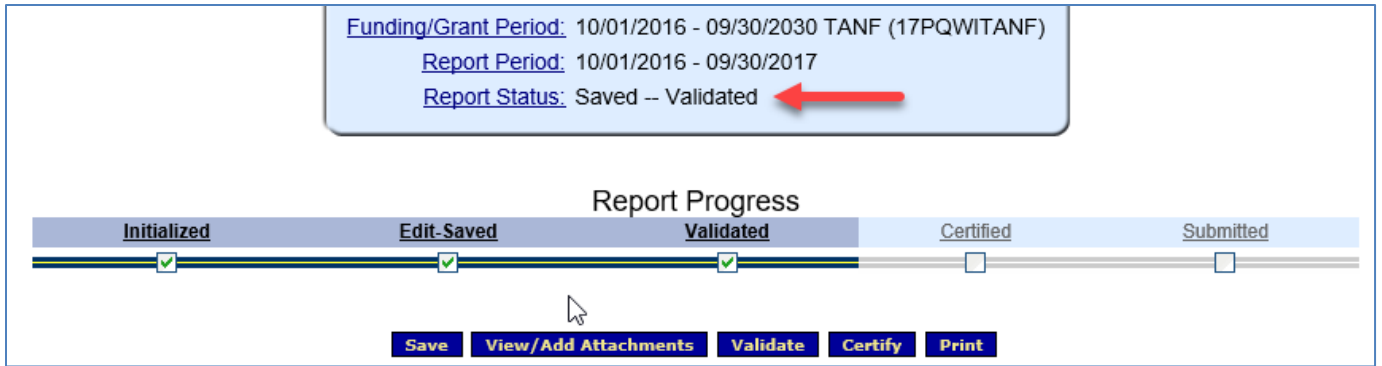 Funding/Grant Period: 10/01/2016 - 09/30/2030 TANF (17PQWITANF)
Report Period: 10/01/2016 - 09/30/2017
Report Status: Saved -- Validated
Report Progress
Initialized Edit-Saved Validated Certified Submitted
Save View/Add Attachments Validate Certify Print